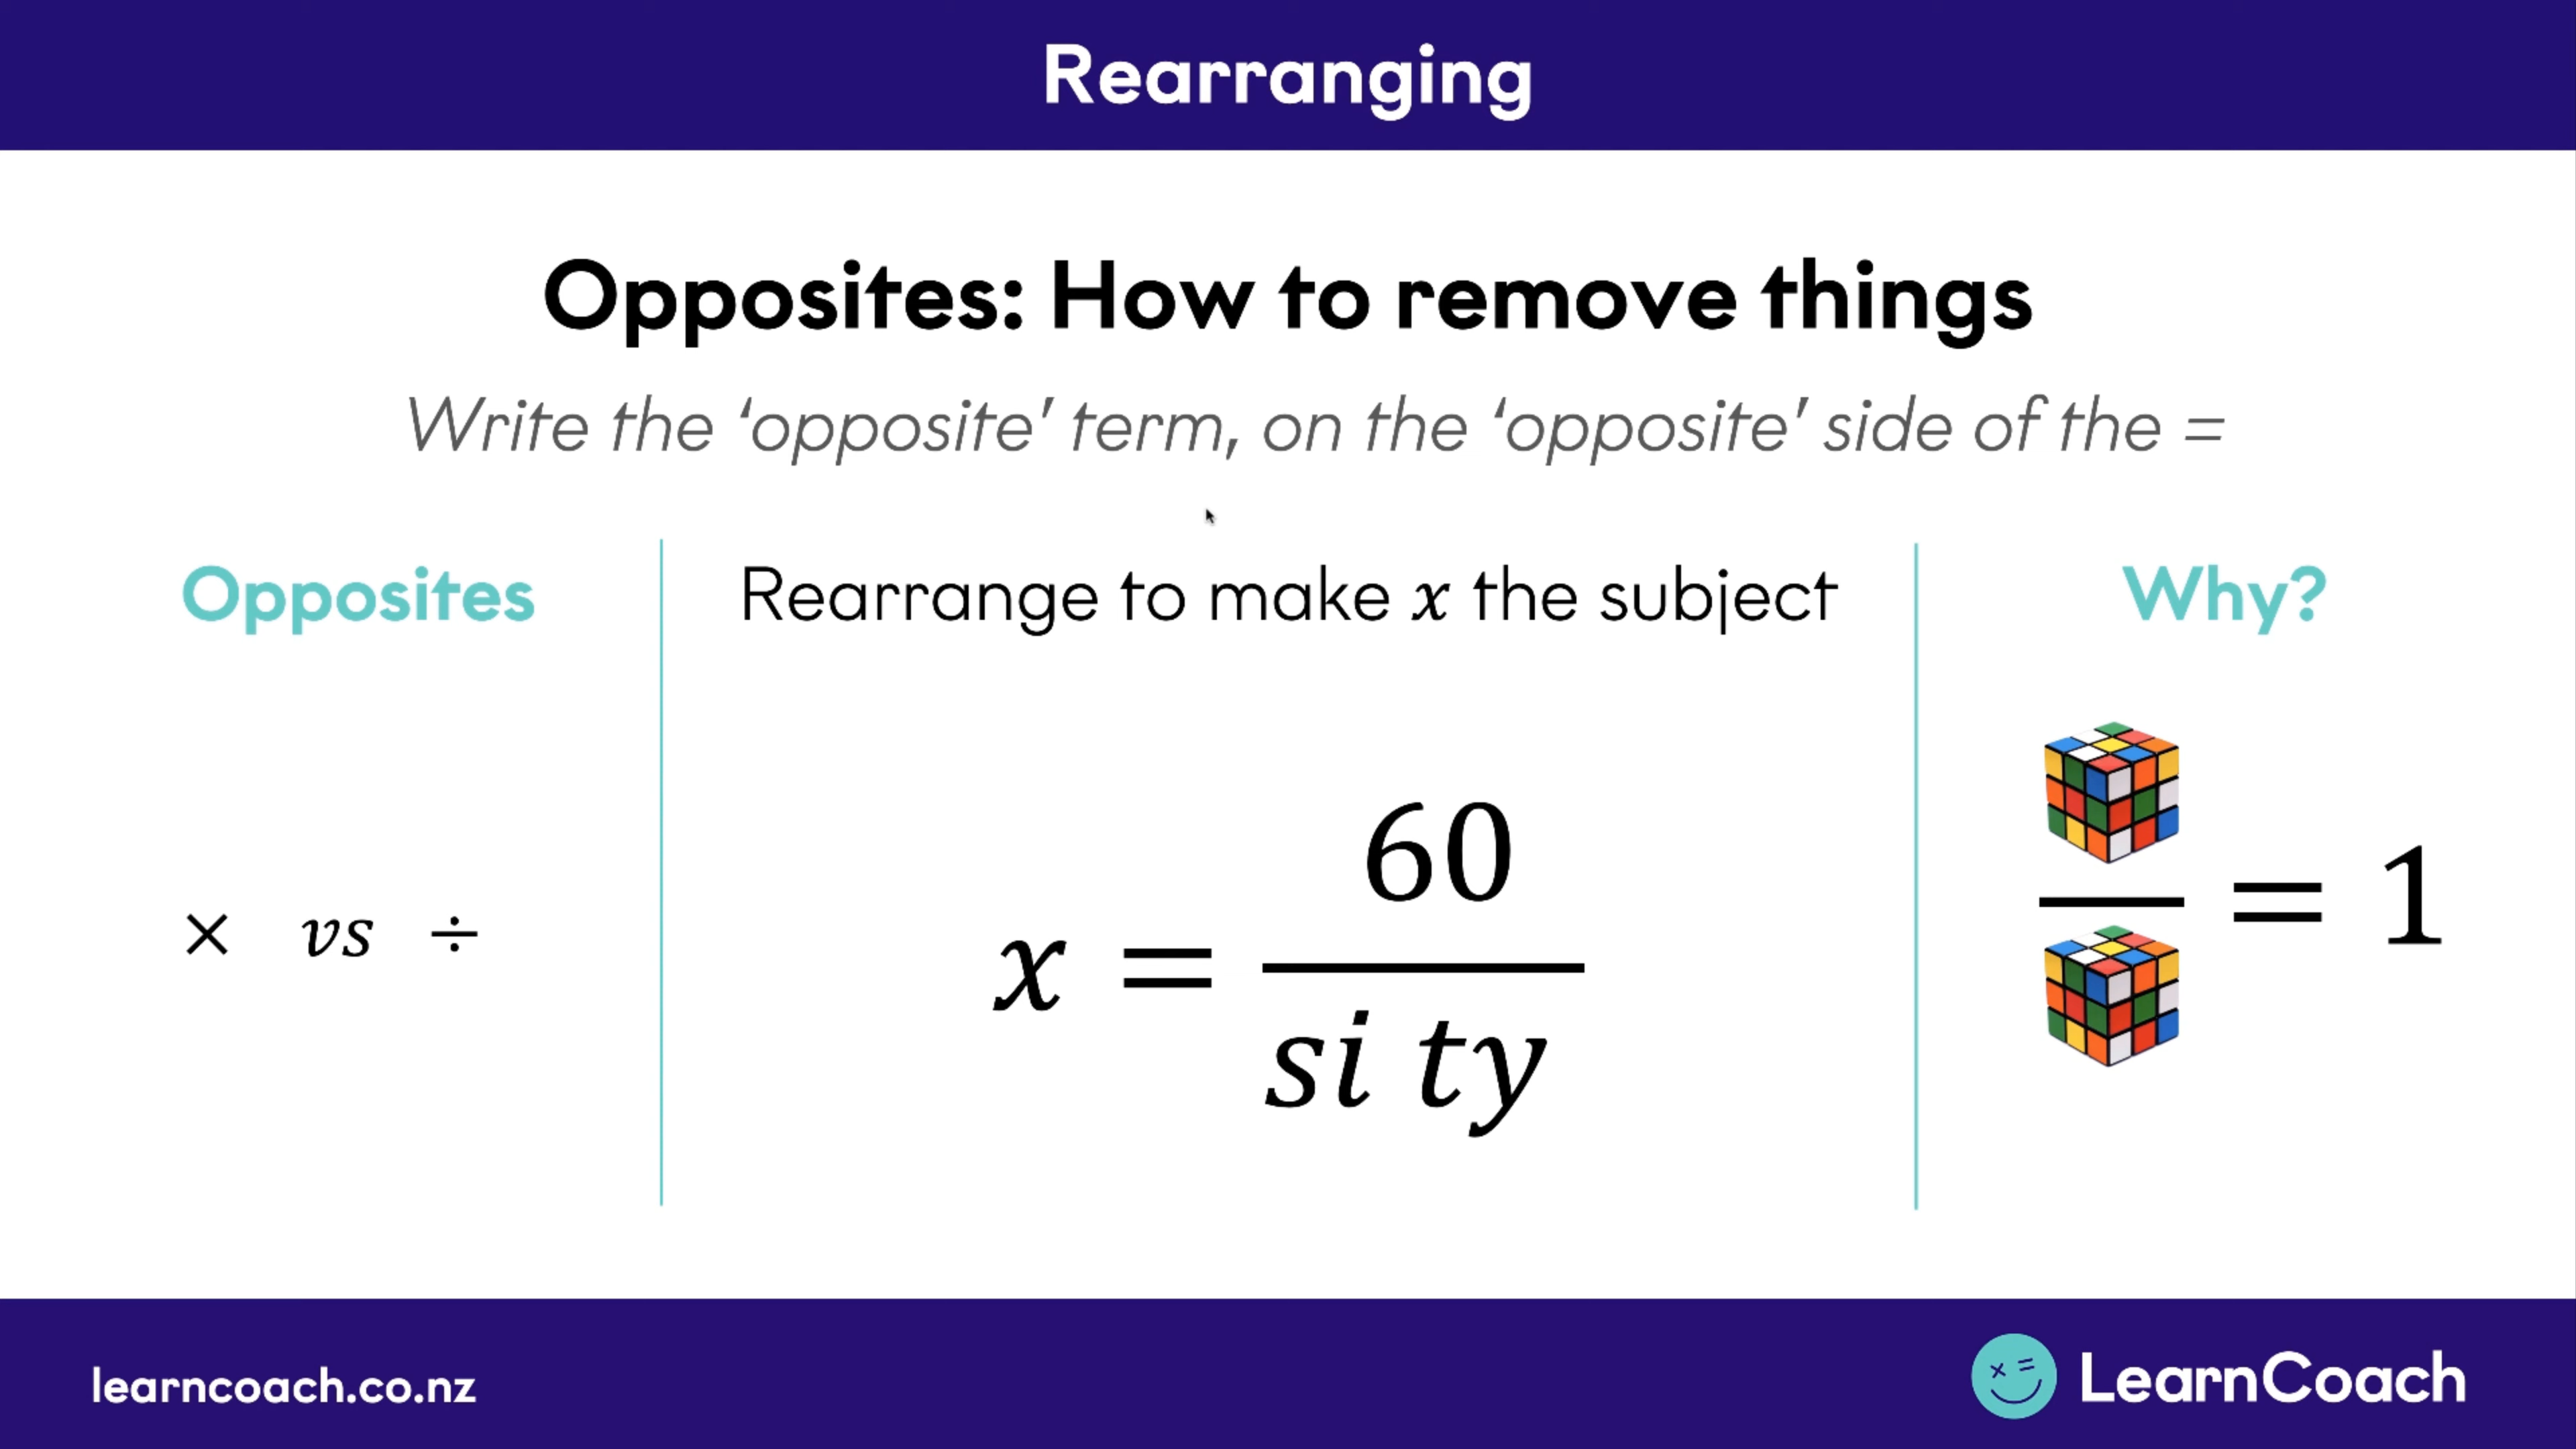 Rearranging
Opposites: How to remove things
Write the ‘opposite’ term, on the ‘opposite’ side of the =
Opposites
× vs ÷
Rearrange to make x the subject
x = 60
si ty
Why?
= 1
learncoach.co.nz
LearnCoach